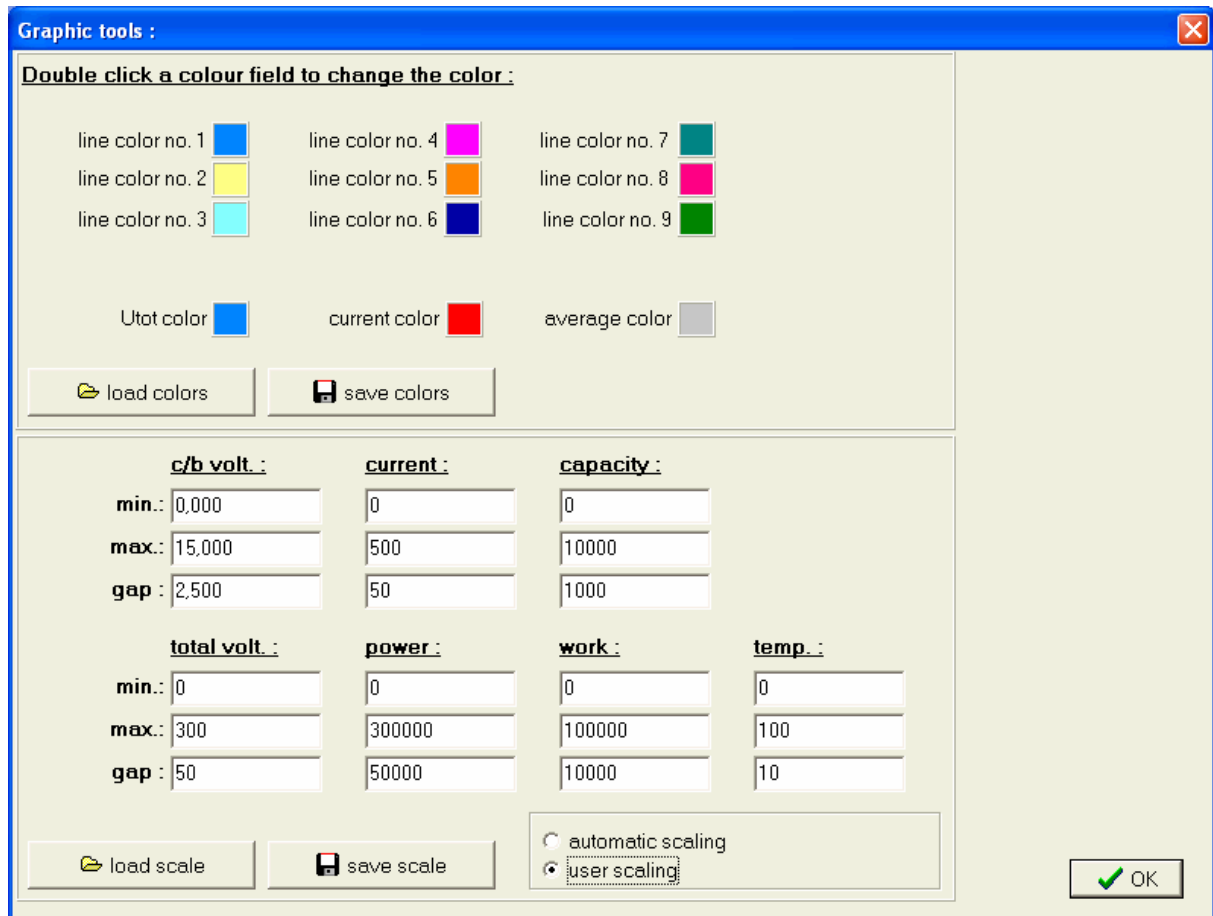 Graphic tools :
Double click a colour field to change the color :
line color no. 1 line color no. 4 line color no. 7
line color no. 2 line color no. 5 line color no. 8
line color no. 3 line color no. 6 line color no. 9
Utot color current color average color
load colors save colors
c/b volt. : current : capacity :
min.: 0,000 0 0
max.: 15,000 500 10000
gap : 2,500 50 1000
total volt. : power : work : temp. :
min.: 0 0 0 0
max.: 300 300000 100000 100
gap : 50 50000 10000 10
automatic scaling
load scale save scale user scaling OK